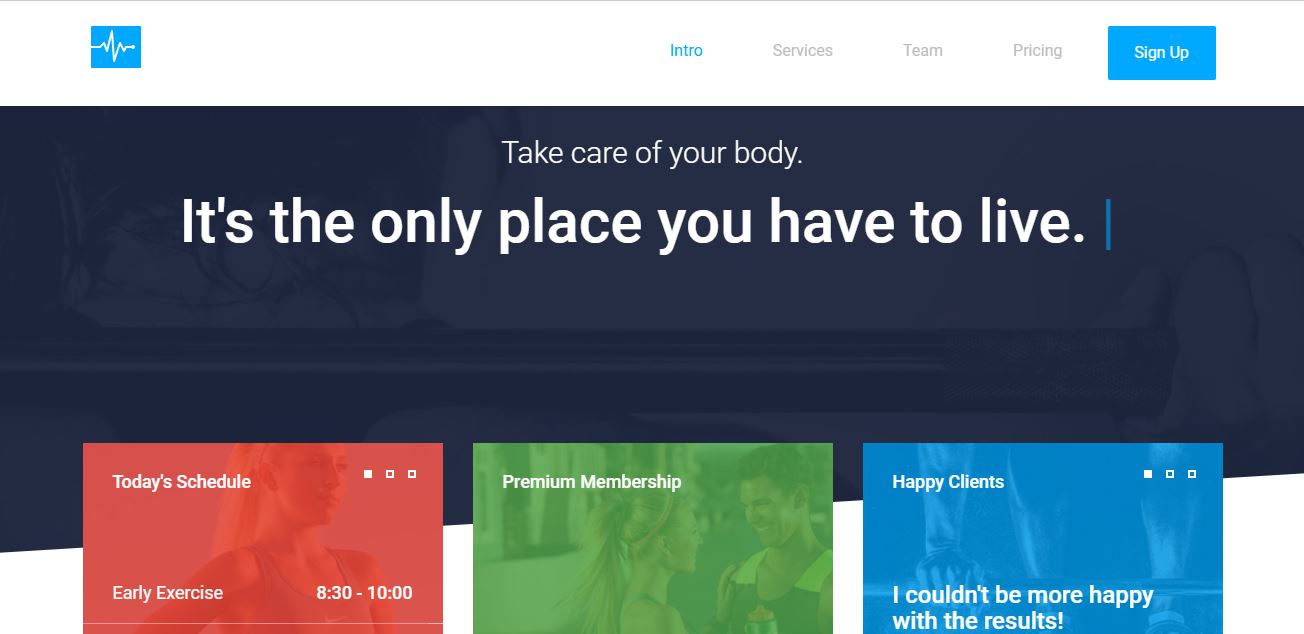 Intro Services Team Pricing Sign Up
Take care of your body.
It's the only place you have to live.
Today's Schedule
Early Exercise 8:30 - 10:00
Premium Membership
Happy Clients
I couldn't be more happy
with the results!